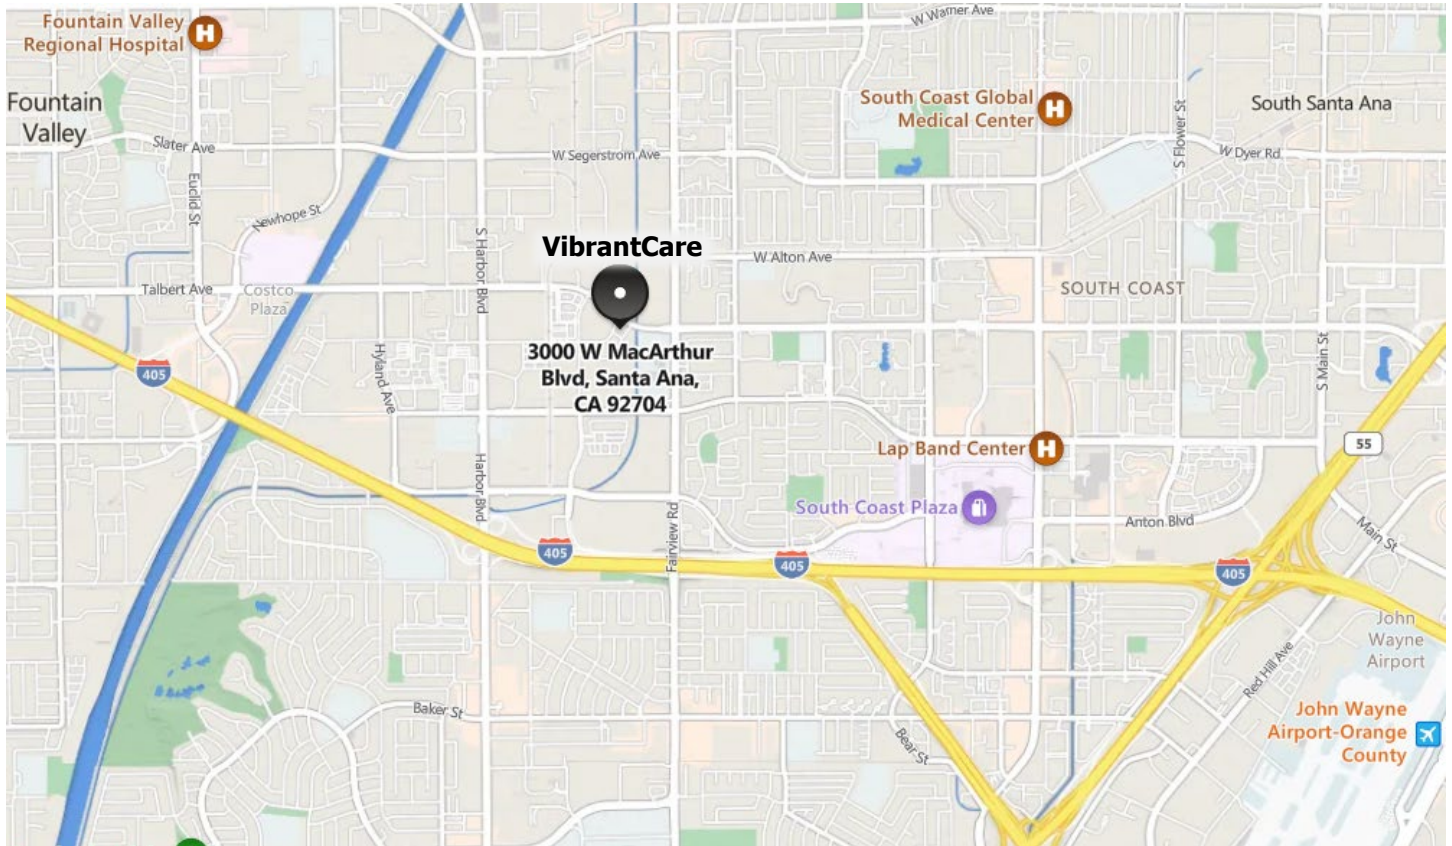 Fountain Valley
Regional Hospital
H
W Warner Ave
Fountain
Valley
South Coast Global
Medical Center
H
South Santa Ana
S Flower St
Slater Ave
W Segerstrom Ave
W Dyer Rd
Euclid St
Newhope St
S Harbor Blvd
VibrantCare
W Alton Ave
Talbert Ave
Costco
Plaza
SOUTH COAST
3000 W MacArthur
Blvd, Santa Ana,
CA 92704
Hyland Ave
S Main St
405
Lap Band Center
H
55
Harbor Blvd
South Coast Plaza
Anton Blvd
Main St
Fairview Rd
405
405
405
John
Wayne
Airport
Red Hill Ave
Baker St
Bear St
John Wayne
Airport-Orange
County